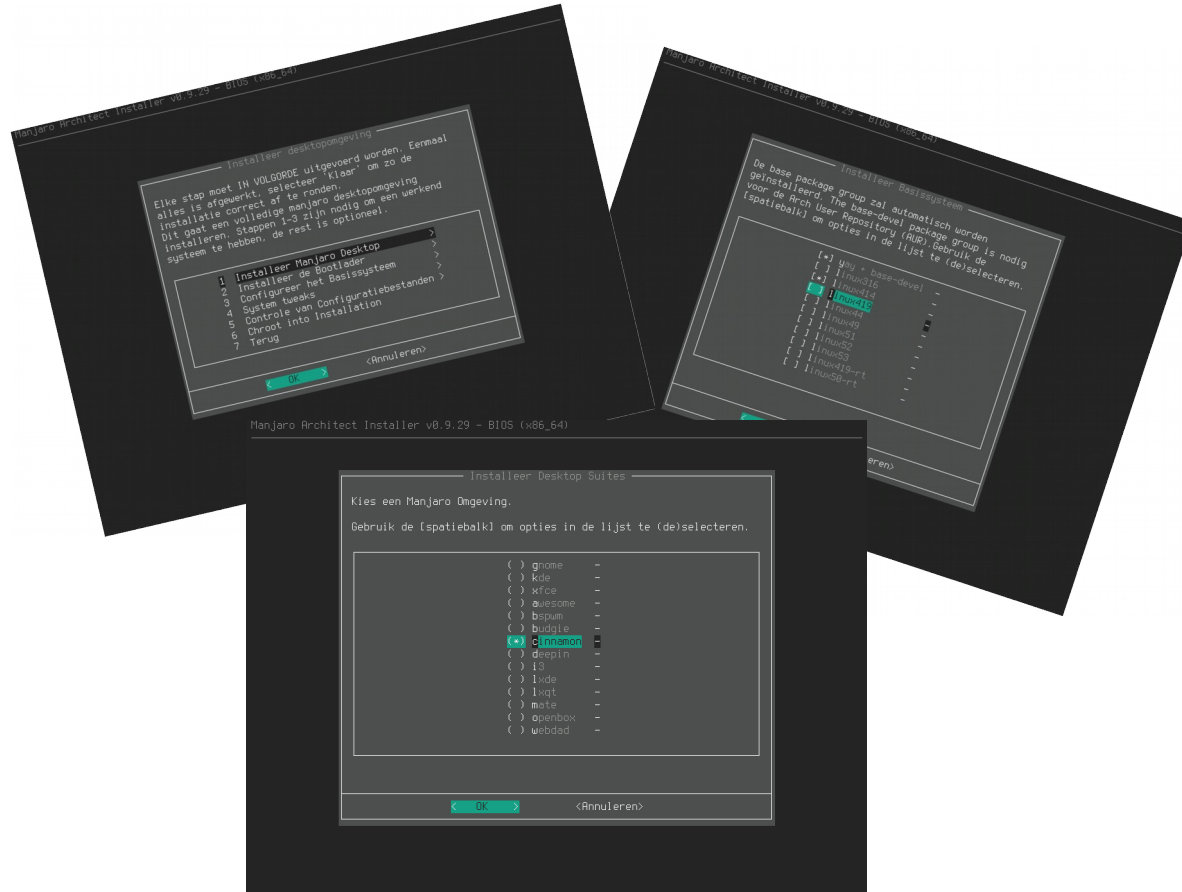 Manjaro Architect Installer v0.9.29 - BIOS (x86_64)
Installeer desktopomgeving
Elke stap moet IN VOLGORDE uitgevoerd worden. Eenmaal
alles is afgewerkt, selecteer 'Klaar' om zo de
installatie correct af te ronden.
Dit gaat een volledige manjaro desktopomgeving
installeren. Stappen 1-3 zijn nodig om een werkend
systeem te hebben, de rest is optioneel.
1 Installeer Manjaro Desktop >
2 Installeer de Bootlader >
3 Configureer het Basissysteem >
4 System tweaks >
5 Controle van Configuratiebestanden >
6 Chroot into Installation
7 Terug
< OK > <Annuleren>
Manjaro Architect Installer v0.9.29 - BIOS (x86_64)
Installeer Basissysteem
De base package group zal automatisch worden
geïnstalleerd. The base-devel package group is nodig
voor de Arch User Repository (AUR).Gebruik de
[spatiebalk] om opties in de lijst te (de)selecteren.
[*] yay + base-devel -
[ ] linux316 -
[*] linux414 -
[ ] linux419 -
[ ] linux44 -
[ ] linux49 -
[ ] linux51 -
[ ] linux52 -
[ ] linux53 -
[ ] linux419-rt -
[ ] linux50-rt -
eren>
Manjaro Architect Installer v0.9.29 - BIOS (x86_64)
Installeer Desktop Suites
Kies een Manjaro Omgeving.
Gebruik de [spatiebalk] om opties in de lijst te (de)selecteren.
( ) gnome -
( ) kde -
( ) xfce -
( ) awesome -
( ) bspwm -
( ) budgie -
(*) cinnamon -
( ) deepin -
( ) i3 -
( ) lxde -
( ) lxqt -
( ) mate -
( ) openbox -
( ) webdad -
< OK > <Annuleren>